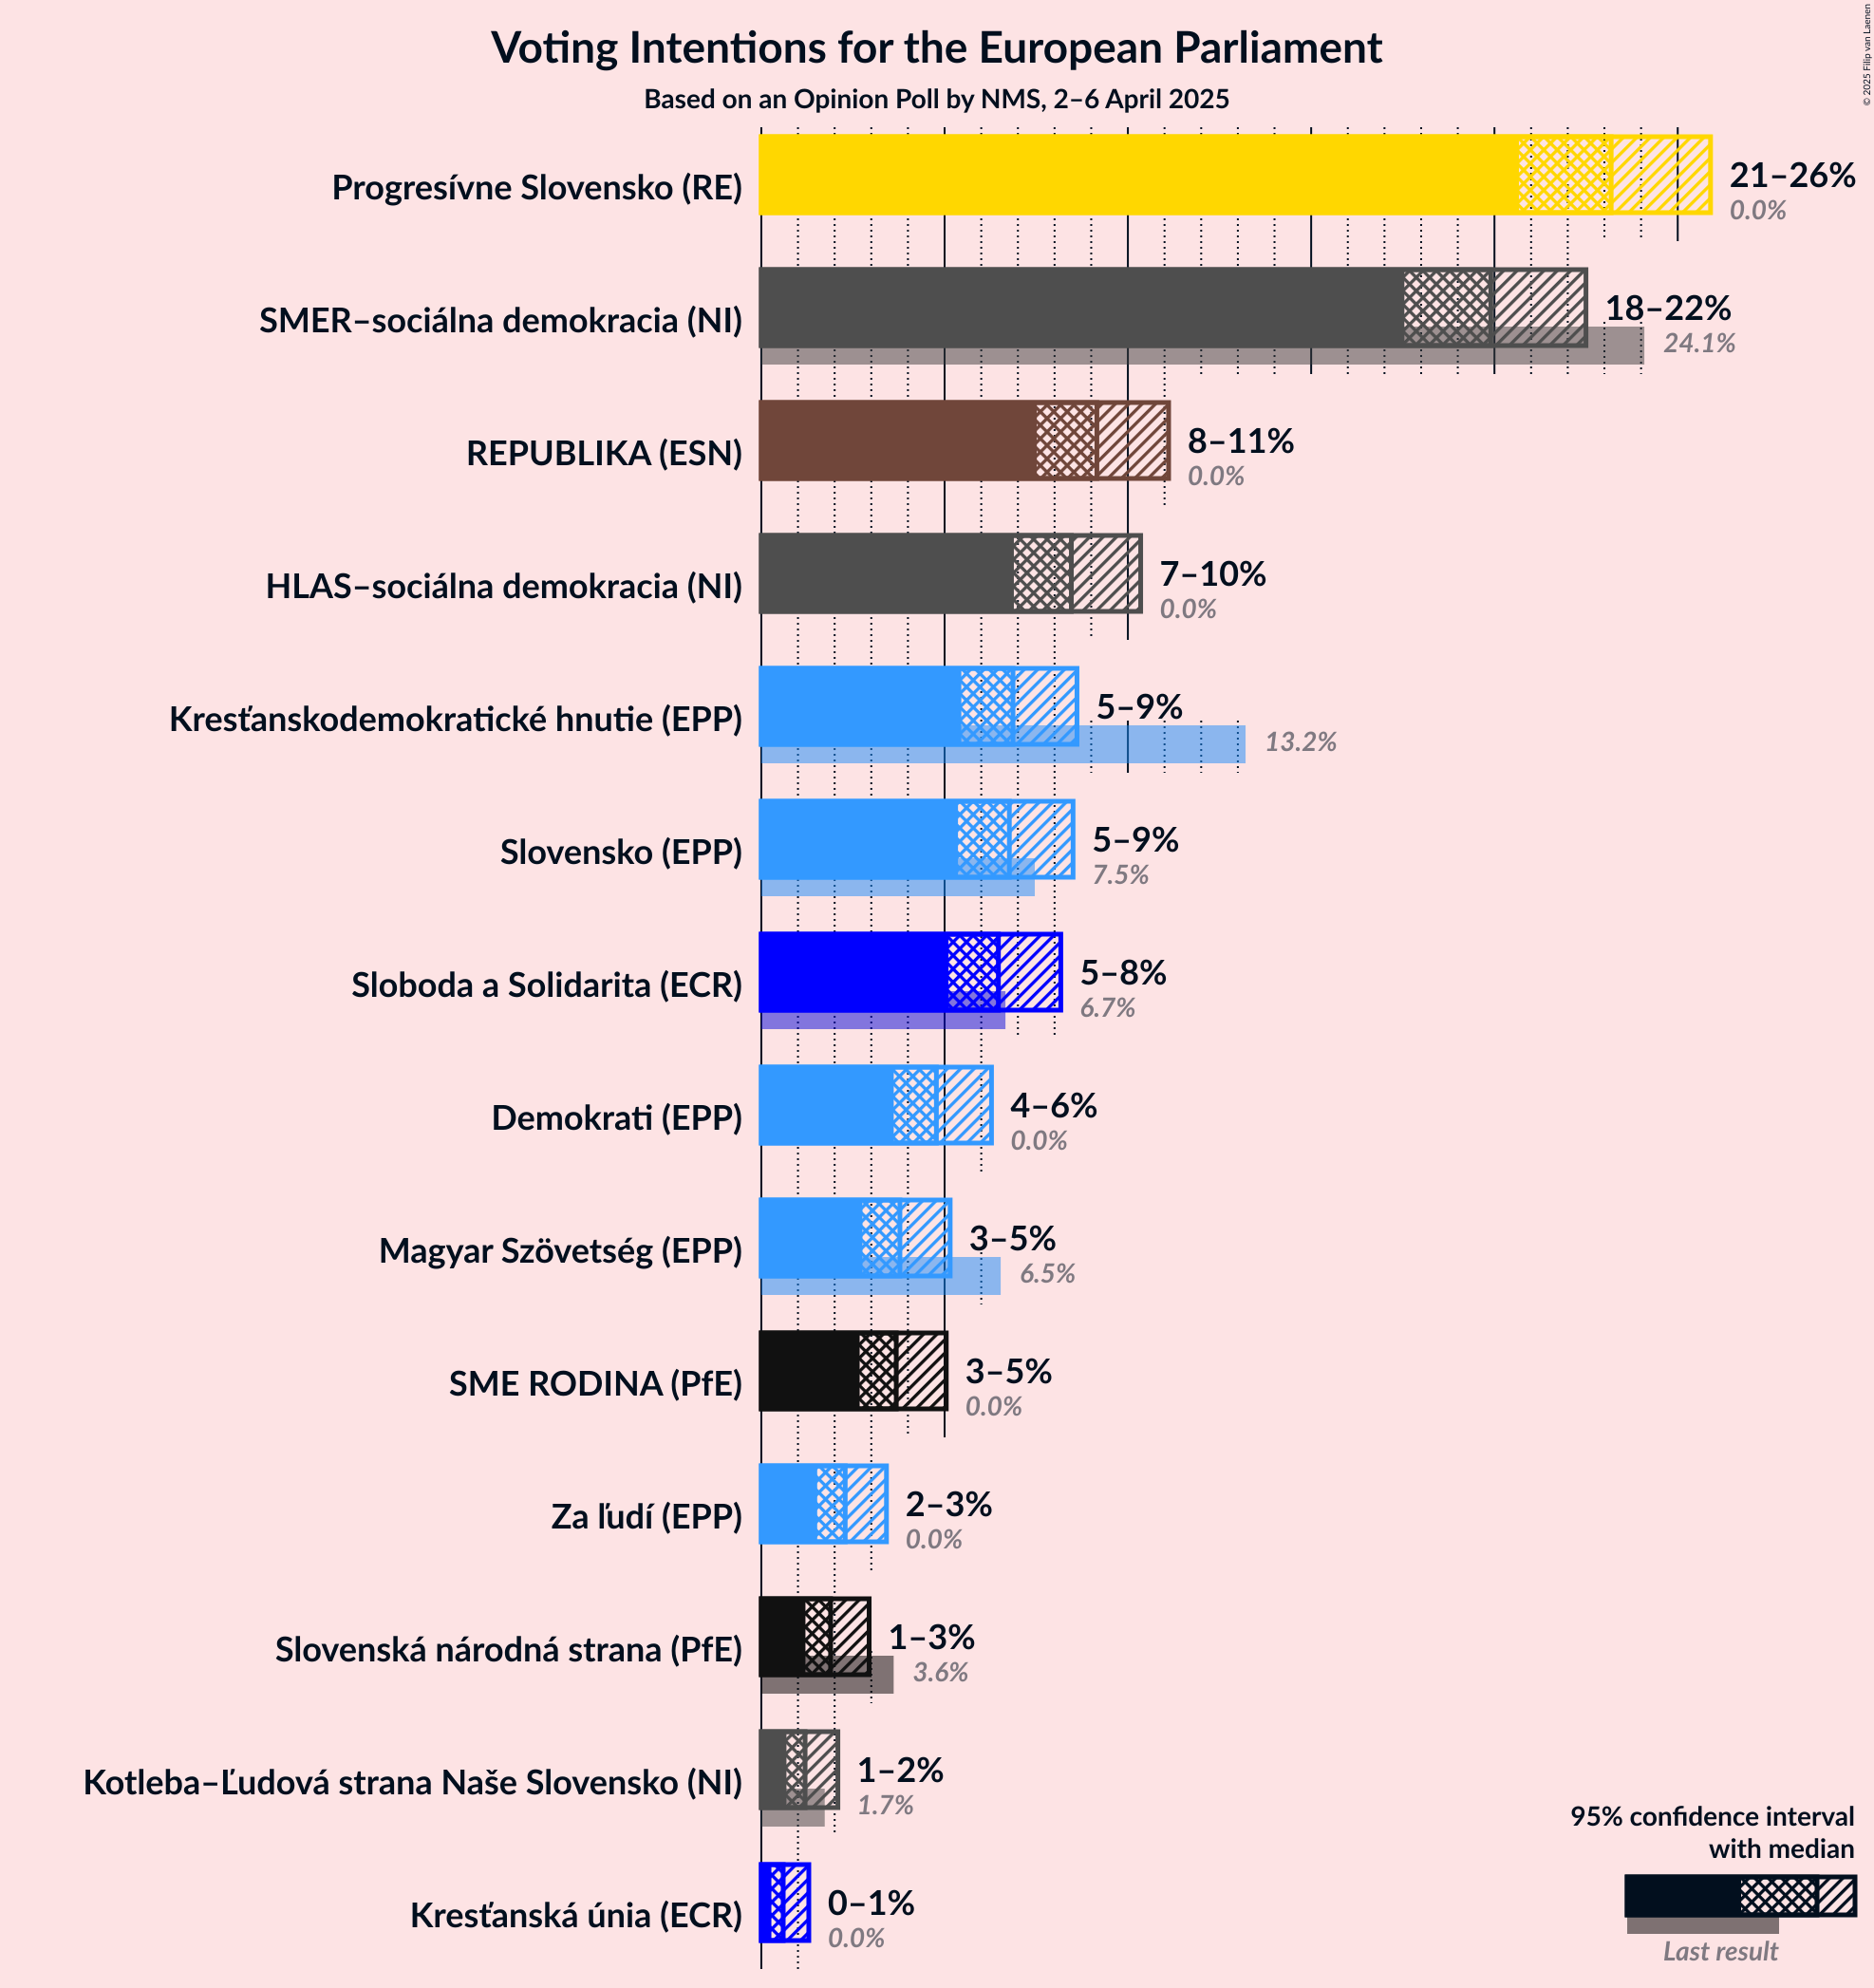 Voting Intentions for the European Parliament
Based on an Opinion Poll by NMS, 2–6 April 2025
© 2025 Filip van Laenen
Progresívne Slovensko (RE)
21–26%
0.0%
SMER–sociálna demokracia (NI)
18–22%
24.1%
REPUBLIKA (ESN)
8–11%
0.0%
HLAS–sociálna demokracia (NI)
7–10%
0.0%
Kresťanskodemokratické hnutie (EPP)
5–9%
13.2%
Slovensko (EPP)
5–9%
7.5%
Sloboda a Solidarita (ECR)
5–8%
6.7%
Demokrati (EPP)
4–6%
0.0%
Magyar Szövetség (EPP)
3–5%
6.5%
SME RODINA (PfE)
3–5%
0.0%
Za ľudí (EPP)
2–3%
0.0%
Slovenská národná strana (PfE)
1–3%
3.6%
Kotleba–Ľudová strana Naše Slovensko (NI)
1–2%
1.7%
Kresťanská únia (ECR)
0–1%
0.0%
95% confidence interval
with median
Last result